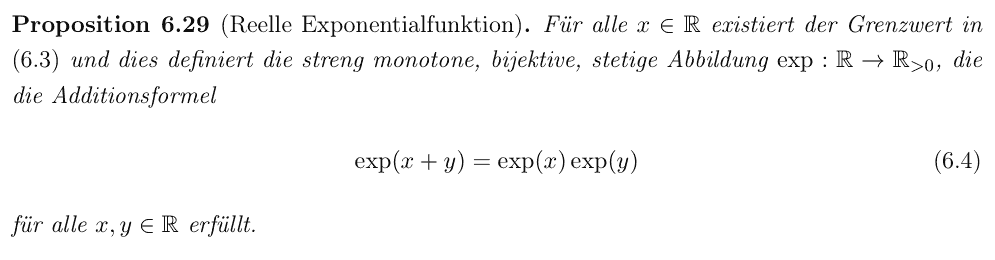 Proposition 6.29 (Reelle Exponentialfunktion). Für alle x ∈ ℝ existiert der Grenzwert in
(6.3) und dies definiert die streng monotone, bijektive, stetige Abbildung exp : ℝ → ℝ>0, die
die Additionsformel
exp(x + y) = exp(x) exp(y) (6.4)
für alle x, y ∈ ℝ erfüllt.